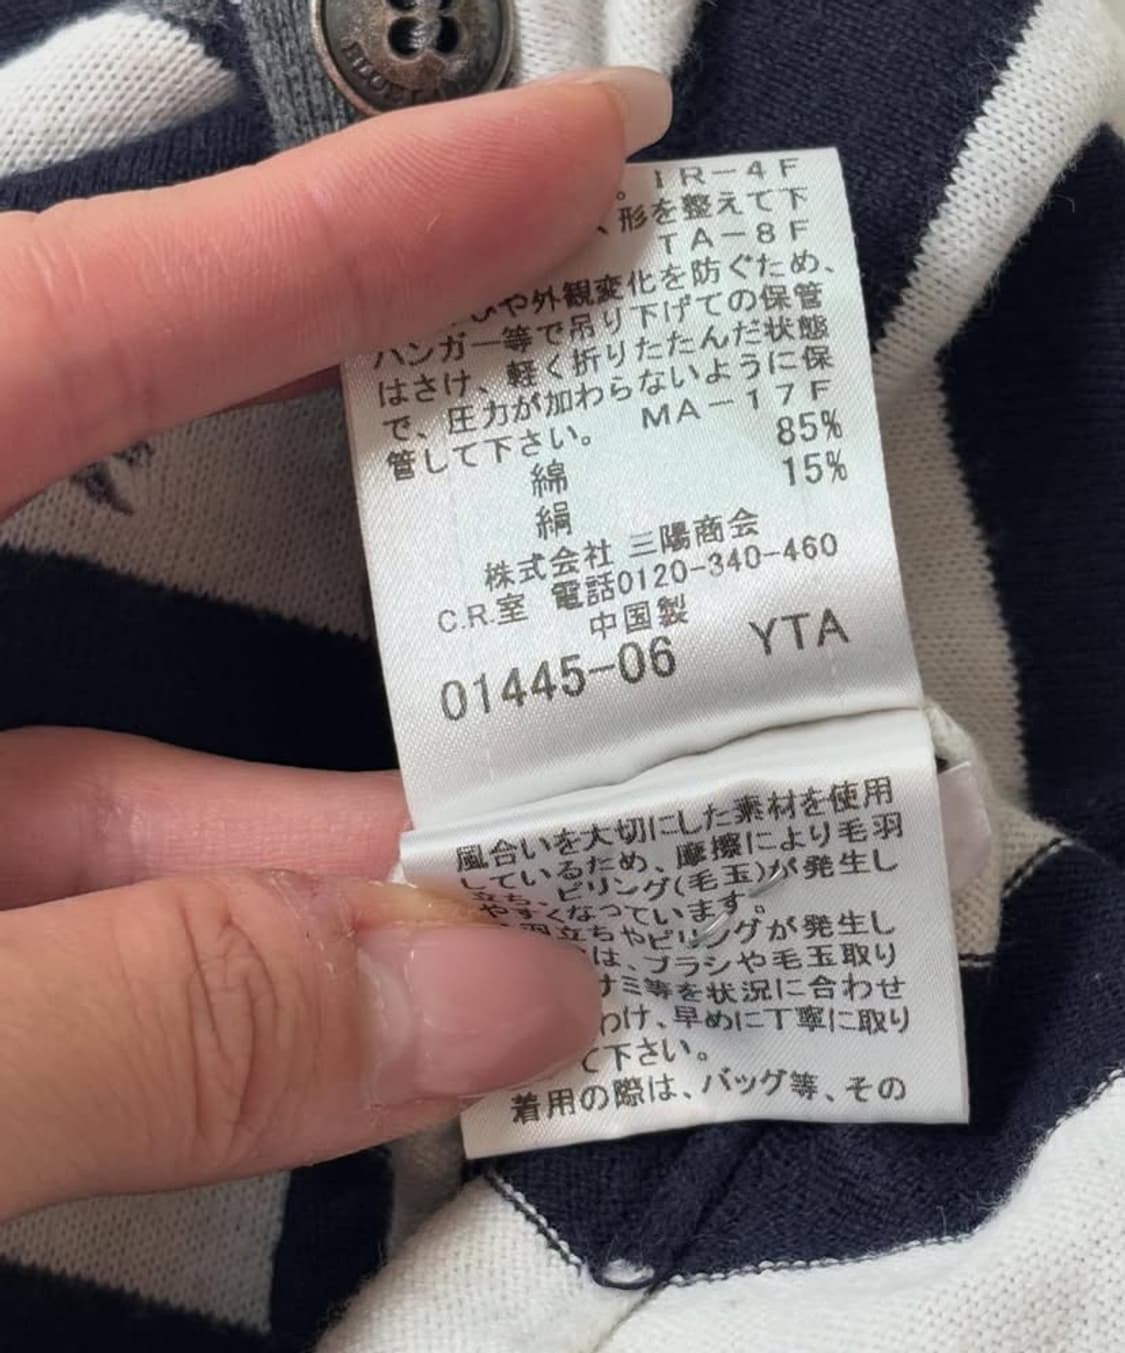 。IR-4F
、形を整えて下
TA-8F
や外観変化を防ぐため、
ハンガー等で吊り下げての保管
はさけ、軽く折りたたんだ状態
で、圧力が加わらないように保
管して下さい。 MA-17F
綿 85%
絹 15%
株式会社 三陽商会
C.R.室 電話0120-340-460
中国製
01445-06 YTA
風合いを大切にした素材を使用
しているため、摩擦により毛羽
立ち、ピリング(毛玉)が発生し
やすくなっています。
羽立ちやピリングが発生し
は、ブラシや毛玉取り
サミ等を状況に合わせ
わけ、早めに丁寧に取り
て下さい。
着用の際は、バッグ等、その